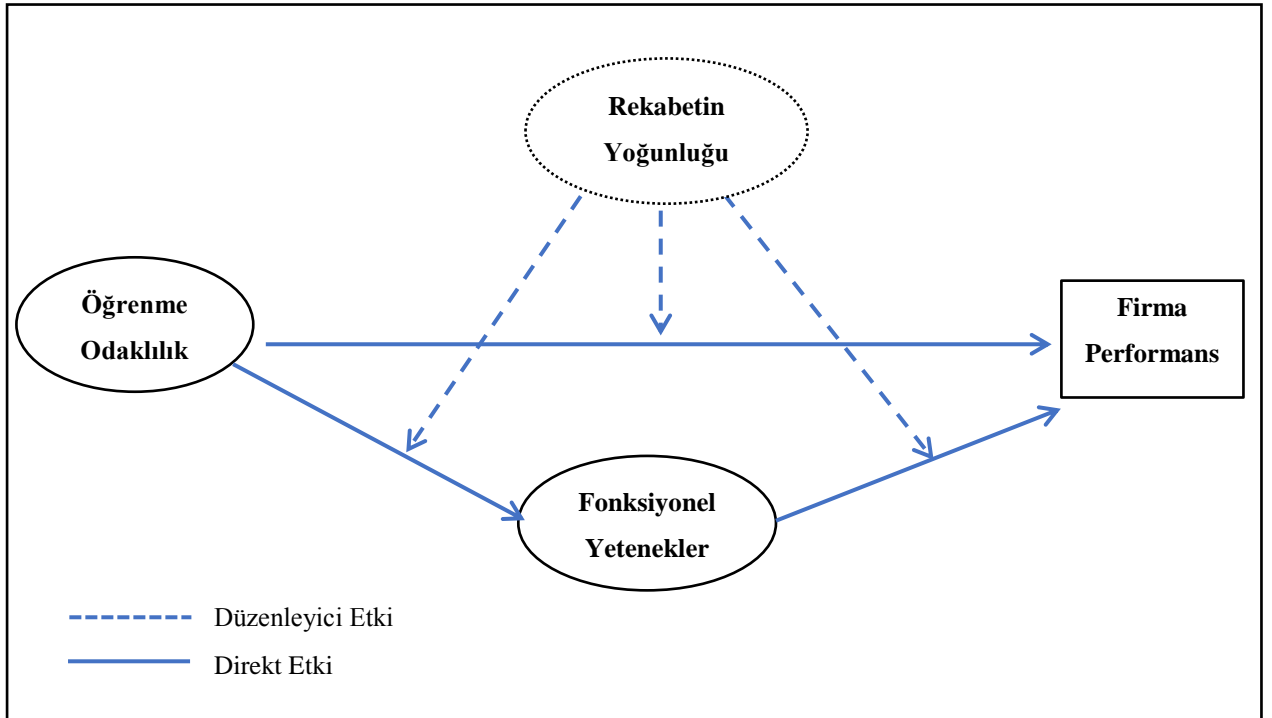 Rekabetin
Yoğunluğu
Öğrenme
Odaklılık
Firma
Performans
Fonksiyonel
Yetenekler
Düzenleyici Etki
Direkt Etki